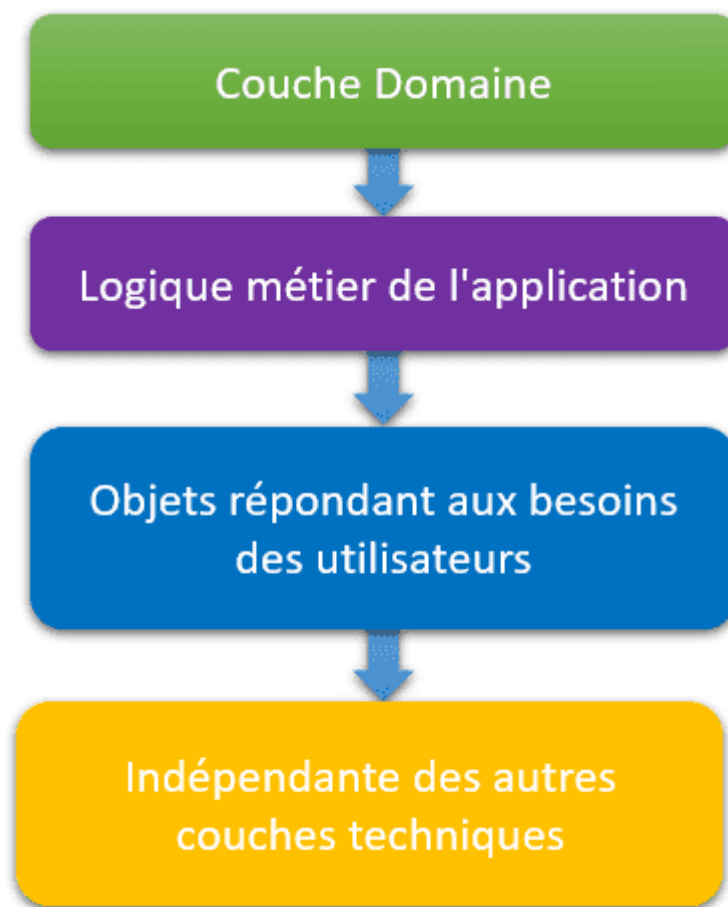 Couche Domaine
Logique métier de l'application
Objets répondant aux besoins
des utilisateurs
Indépendante des autres
couches techniques